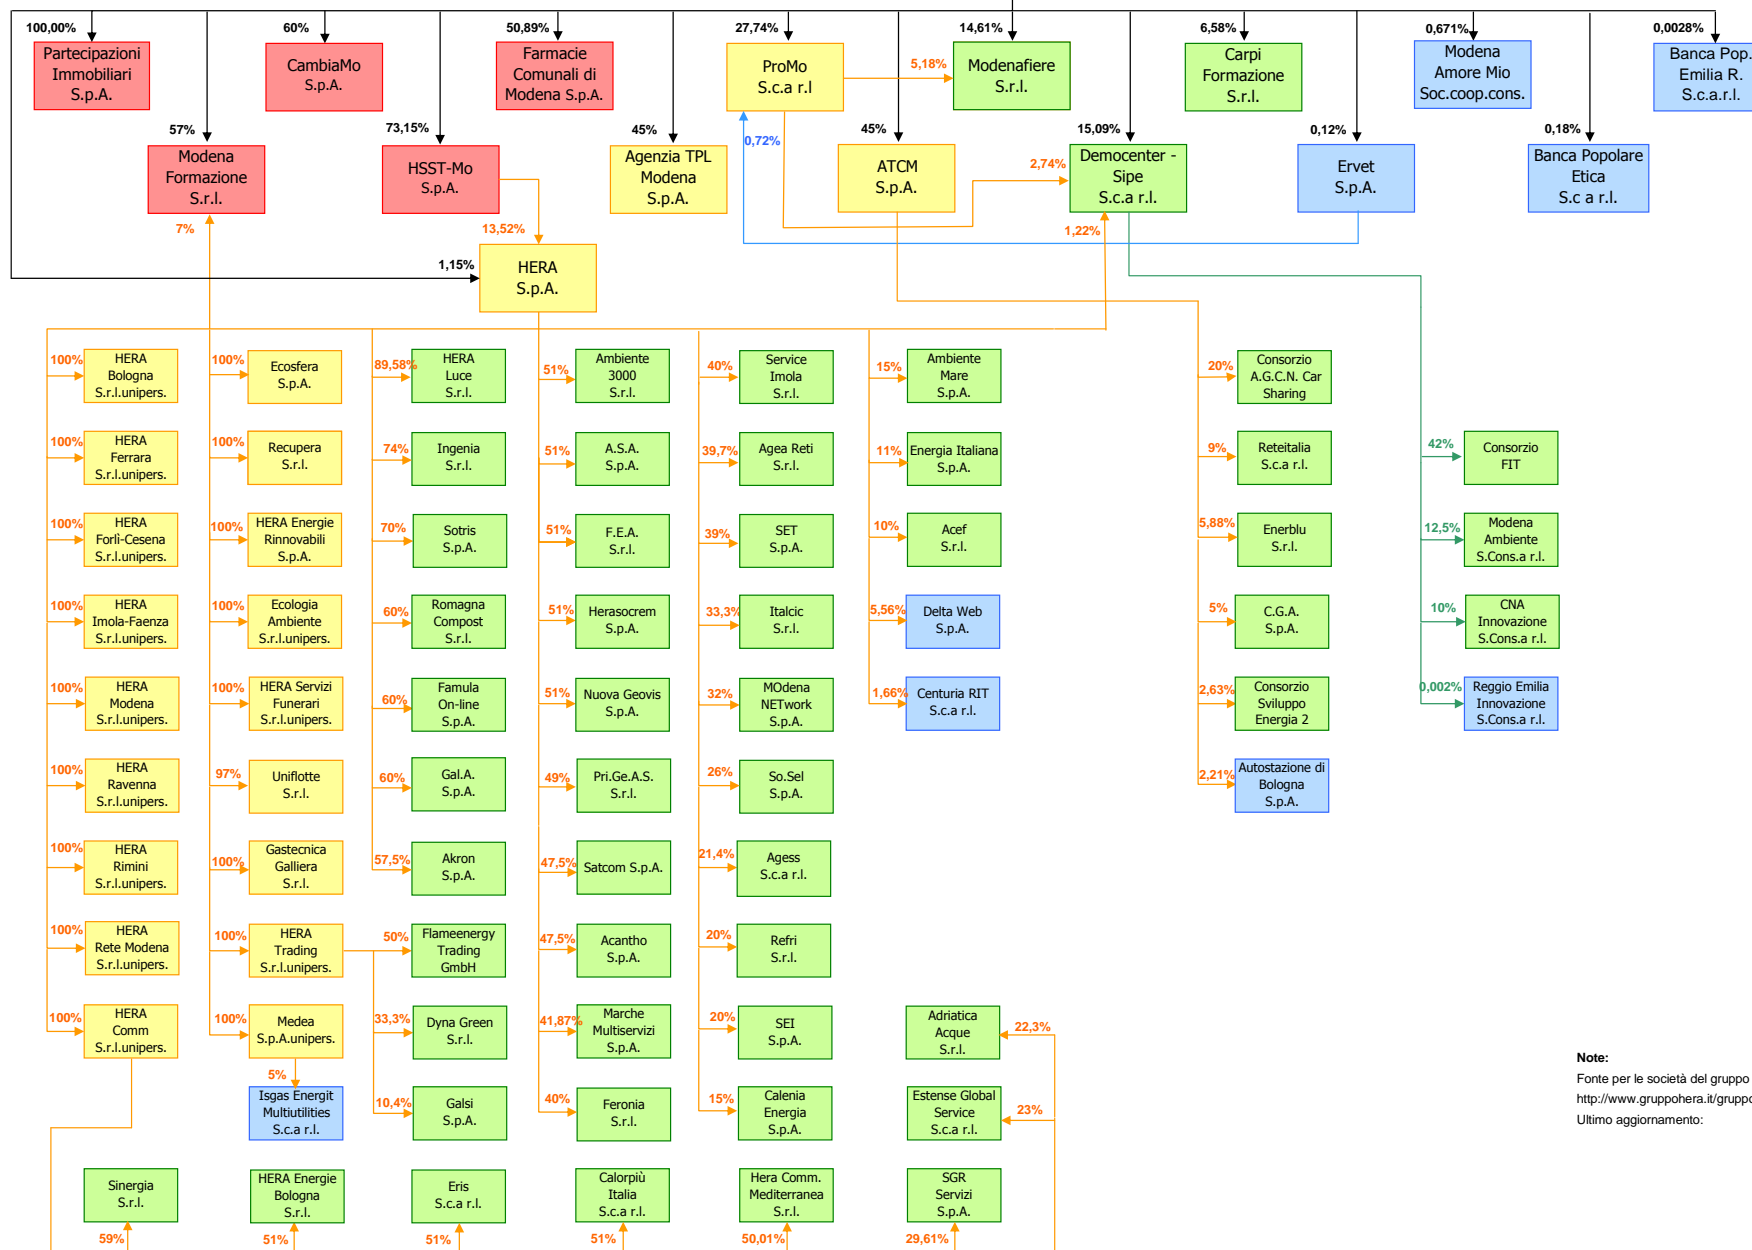 100,00%
60%
50,89%
27,74%
14,61%
6,58%
0,671%
0,0028%
Partecipazioni
Immobiliari
S.p.A.
CambiaMo
S.p.A.
Farmacie
Comunali di
Modena S.p.A.
ProMo
S.c.a r.l
5,18%
Modenafiere
S.r.l.
Carpi
Formazione
S.r.l.
Modena
Amore Mio
Soc.coop.cons.
Banca Pop.
Emilia R.
S.c.a.r.l.
57%
73,15%
45%
0,72%
45%
15,09%
0,12%
0,18%
Modena
Formazione
S.r.l.
HSST-Mo
S.p.A.
Agenzia TPL
Modena
S.p.A.
ATCM
S.p.A.
2,74%
Democenter -
Sipe
S.c.a r.l.
Ervet
S.p.A.
Banca Popolare
Etica
S.c a r.l.
7%
13,52%
1,22%
1,15%
HERA
S.p.A.
100%
HERA
Bologna
S.r.l.unipers.
100%
Ecosfera
S.p.A.
89,58%
HERA
Luce
S.r.l.
51%
Ambiente
3000
S.r.l.
40%
Service
Imola
S.r.l.
15%
Ambiente
Mare
S.p.A.
20%
Consorzio
A.G.C.N. Car
Sharing
100%
HERA
Ferrara
S.r.l.unipers.
100%
Recupera
S.r.l.
74%
Ingenia
S.r.l.
51%
A.S.A.
S.p.A.
39,7%
Agea Reti
S.r.l.
11%
Energia Italiana
S.p.A.
9%
Reteitalia
S.c.a r.l.
42%
Consorzio
FIT
100%
HERA
Forlì-Cesena
S.r.l.unipers.
100%
HERA Energie
Rinnovabili
S.p.A.
70%
Sotris
S.p.A.
51%
F.E.A.
S.r.l.
39%
SET
S.p.A.
10%
Acef
S.r.l.
5,88%
Enerblu
S.r.l.
12,5%
Modena
Ambiente
S.Cons.a r.l.
100%
HERA
Imola-Faenza
S.r.l.unipers.
100%
Ecologia
Ambiente
S.r.l.unipers.
60%
Romagna
Compost
S.r.l.
51%
Herasocrem
S.p.A.
33,3%
Italcic
S.r.l.
5,56%
Delta Web
S.p.A.
5%
C.G.A.
S.p.A.
10%
CNA
Innovazione
S.Cons.a r.l.
100%
HERA
Modena
S.r.l.unipers.
100%
HERA Servizi
Funerari
S.r.l.unipers.
60%
Famula
On-line
S.p.A.
51%
Nuova Geovis
S.p.A.
32%
MOdena
NETwork
S.p.A.
1,66%
Centuria RIT
S.c.a r.l.
2,63%
Consorzio
Sviluppo
Energia 2
0,002%
Reggio Emilia
Innovazione
S.Cons.a r.l.
100%
HERA
Ravenna
S.r.l.unipers.
97%
Uniflotte
S.r.l.
60%
Gal.A.
S.p.A.
49%
Pri.Ge.A.S.
S.r.l.
26%
So.Sel
S.p.A.
2,21%
Autostazione di
Bologna
S.p.A.
100%
HERA
Rimini
S.r.l.unipers.
100%
Gastecnica
Galliera
S.r.l.
57,5%
Akron
S.p.A.
47,5%
Satcom S.p.A.
21,4%
Agess
S.c.a r.l.
100%
HERA
Rete Modena
S.r.l.unipers.
100%
HERA
Trading
S.r.l.unipers.
50%
Flameenergy
Trading
GmbH
47,5%
Acantho
S.p.A.
20%
Refri
S.r.l.
100%
HERA
Comm
S.r.l.unipers.
100%
Medea
S.p.A.unipers.
33,3%
Dyna Green
S.r.l.
41,87%
Marche
Multiservizi
S.p.A.
20%
SEI
S.p.A.
Adriatica
Acque
S.r.l.
22,3%
5%
Isgas Energit
Multiutilities
S.c.a r.l.
10,4%
Galsi
S.p.A.
40%
Feronia
S.r.l.
15%
Calenia
Energia
S.p.A.
Estense Global
Service
S.c.a r.l.
23%
Note:
Fonte per le società del gruppo
http://www.gruppohera.it/gruppo
Ultimo aggiornamento:
Sinergia
S.r.l.
HERA Energie
Bologna
S.r.l.
Eris
S.c.a r.l.
Calorpiù
Italia
S.c.a r.l.
Hera Comm.
Mediterranea
S.r.l.
SGR
Servizi
S.p.A.
59%
51%
51%
51%
50,01%
29,61%